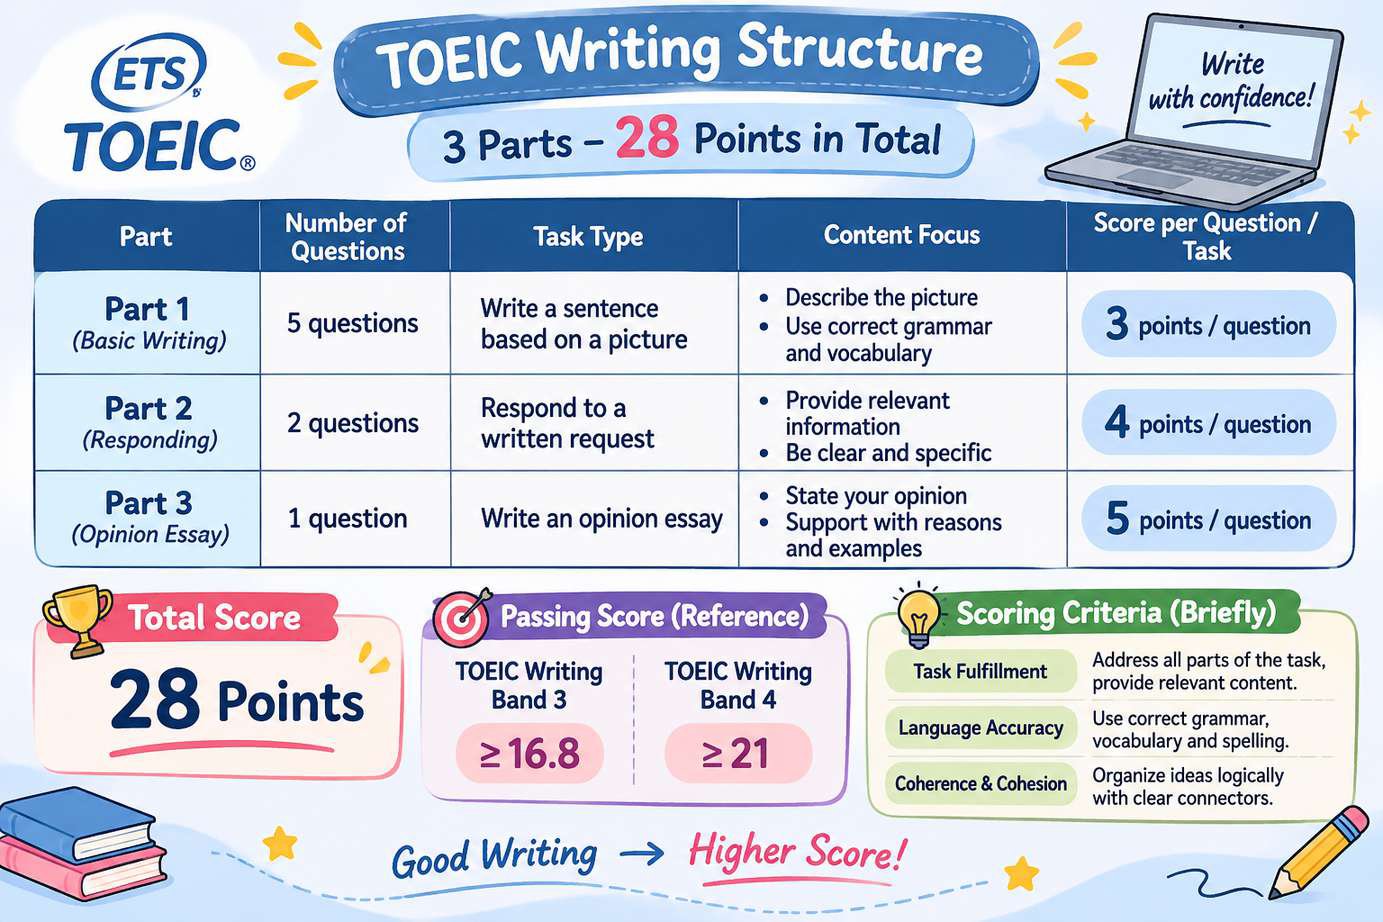 ETS
TOEIC®
TOEIC Writing Structure
3 Parts – 28 Points in Total
Write
with confidence!
Part
Number of
Questions
Task Type
Content Focus
Score per Question /
Task
Part 1
(Basic Writing)
5 questions
Write a sentence
based on a picture
• Describe the picture
• Use correct grammar
and vocabulary
3 points / question
Part 2
(Responding)
2 questions
Respond to a
written request
• Provide relevant
information
• Be clear and specific
4 points / question
Part 3
(Opinion Essay)
1 question
Write an opinion essay
• State your opinion
• Support with reasons
and examples
5 points / question
Total Score
28 Points
Passing Score (Reference)
TOEIC Writing
Band 3
≥ 16.8
TOEIC Writing
Band 4
≥ 21
Scoring Criteria (Briefly)
Task Fulfillment
Address all parts of the task,
provide relevant content.
Language Accuracy
Use correct grammar,
vocabulary and spelling.
Coherence & Cohesion
Organize ideas logically
with clear connectors.
Good Writing → Higher Score!